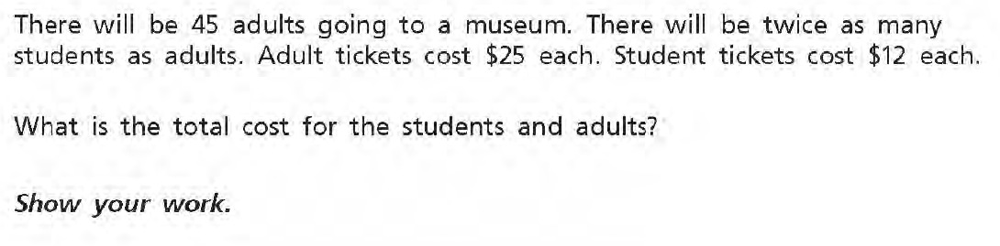 There will be 45 adults going to a museum. There will be twice as many
students as adults. Adult tickets cost $25 each. Student tickets cost $12 each.
What is the total cost for the students and adults?
Show your work.